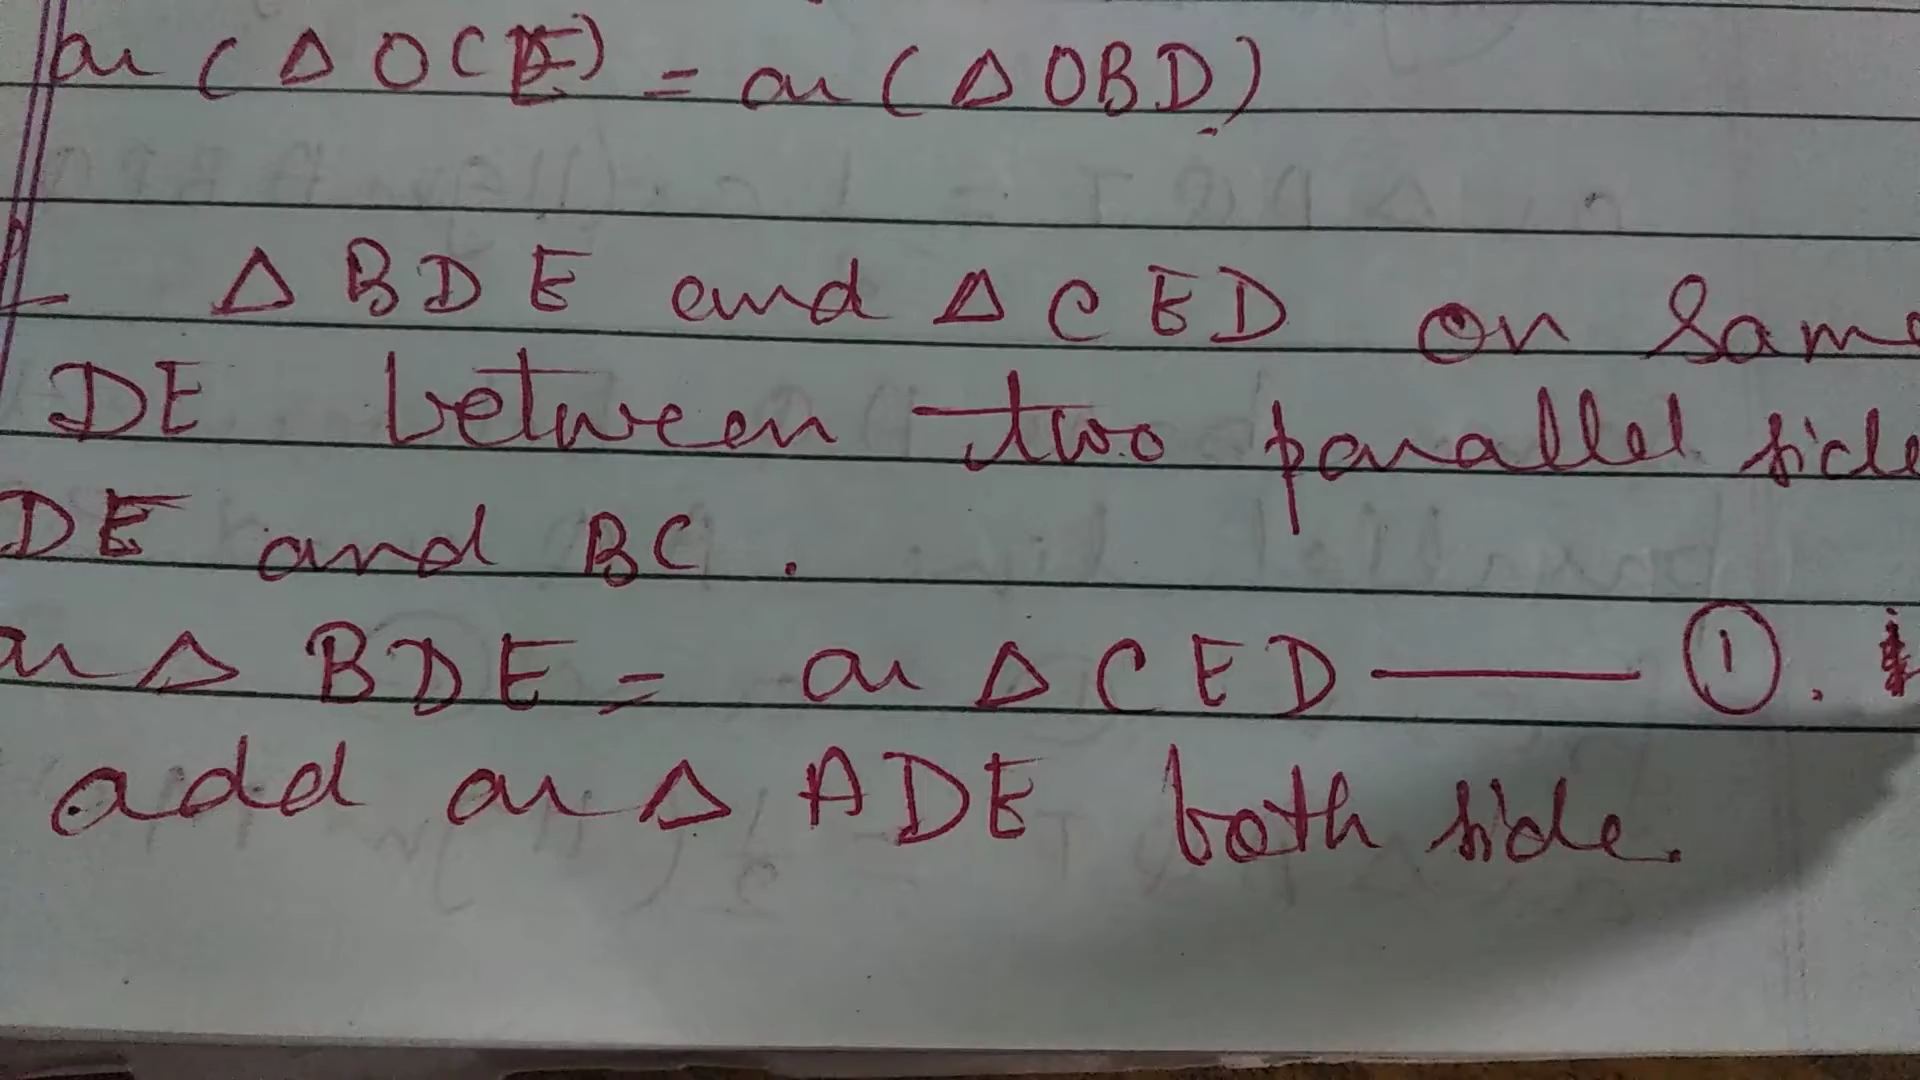 ar (Δ OCE) = ar (Δ OBD)
Δ BDE and Δ CED on same
DE between two parallel side
DE and BC .
ar Δ BDE = ar Δ CED —— ①.
add ar Δ ADE both side.